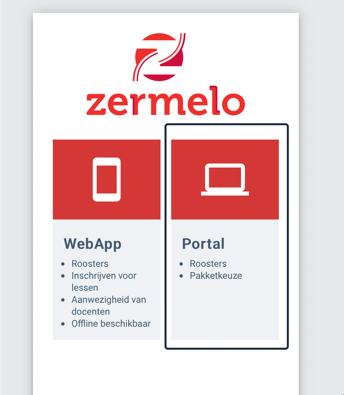 zermelo
WebApp
• Roosters
• Inschrijven voor
lessen
• Aanwezigheid van
docenten
• Offline beschikbaar
Portal
• Roosters
• Pakketkeuze